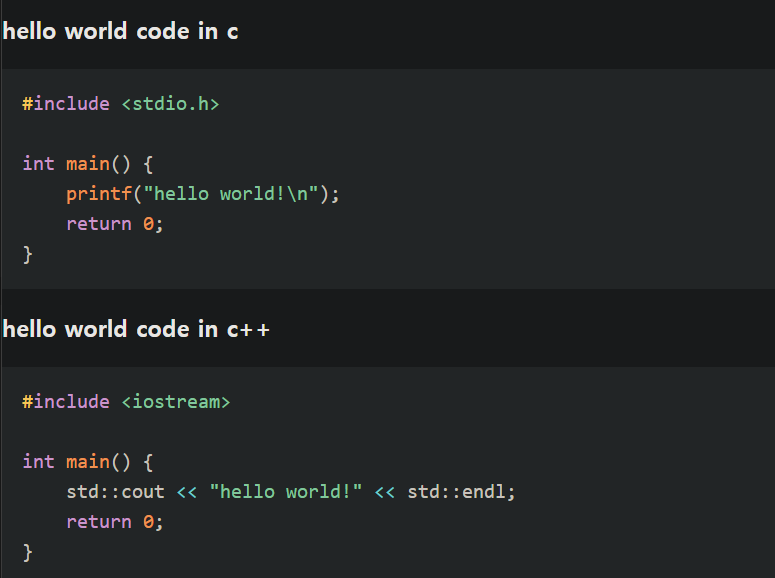 hello world code in c
#include <stdio.h>

int main() {
    printf("hello world!\n");
    return 0;
}
hello world code in c++
#include <iostream>

int main() {
    std::cout << "hello world!" << std::endl;
    return 0;
}